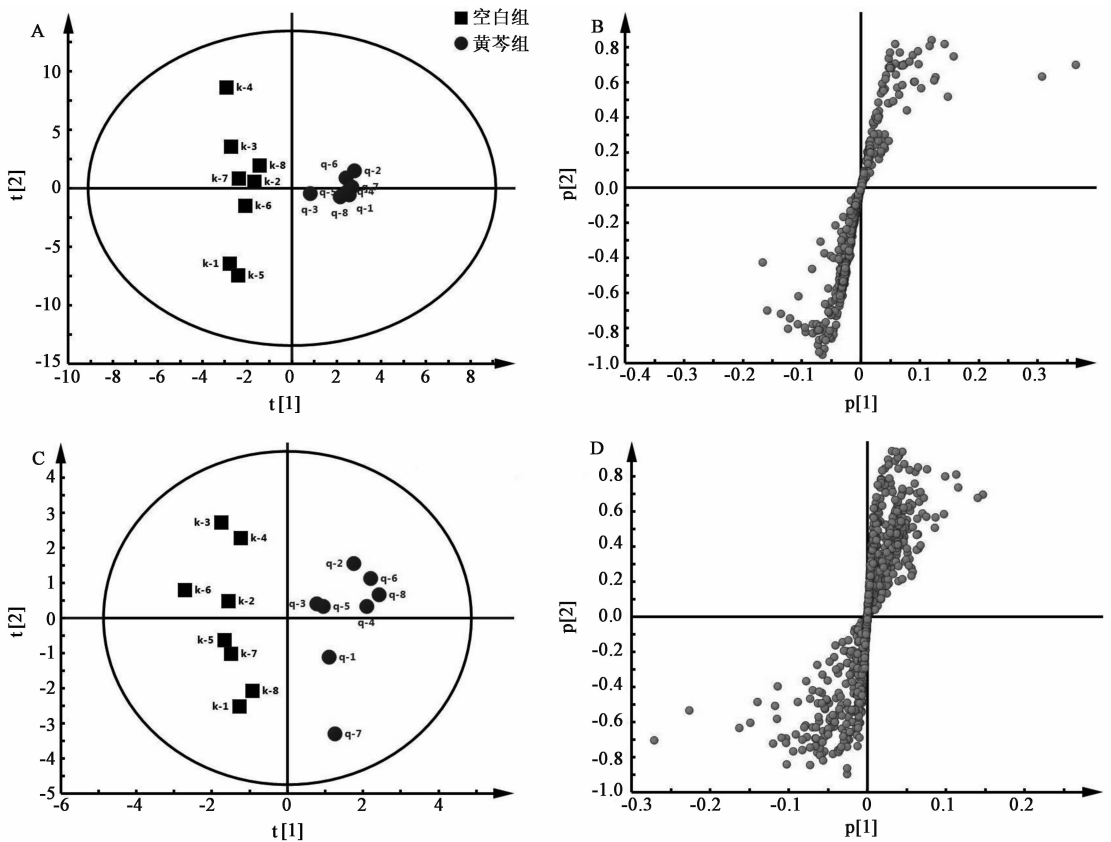 A
■ 空白组
● 黄芩组
t[2]
10
5
0
-5
-10
-15
k-4
k-3
k-8
k-7
k-2
k-6
k-1
k-5
q-6
q-2
q-7
q-5
q-4
q-3
q-8
q-1
-10
-8
-6
-4
-2
0
2
4
6
8
t[1]
B
p[2]
0.8
0.6
0.4
0.2
0.0
-0.2
-0.4
-0.6
-0.8
-1.0
-0.4
-0.3
-0.2
-0.1
0
0.1
0.2
0.3
p[1]
C
t[2]
4
3
2
1
0
-1
-2
-3
-4
-5
k-3
k-4
k-6
k-2
k-5
k-7
k-8
k-1
q-2
q-6
q-8
q-3
q-5
q-4
q-1
q-7
-6
-4
-2
0
2
4
t[1]
D
p[2]
0.8
0.6
0.4
0.2
0.0
-0.2
-0.4
-0.6
-0.8
-1.0
-0.3
-0.2
-0.1
0
0.1
0.2
p[1]